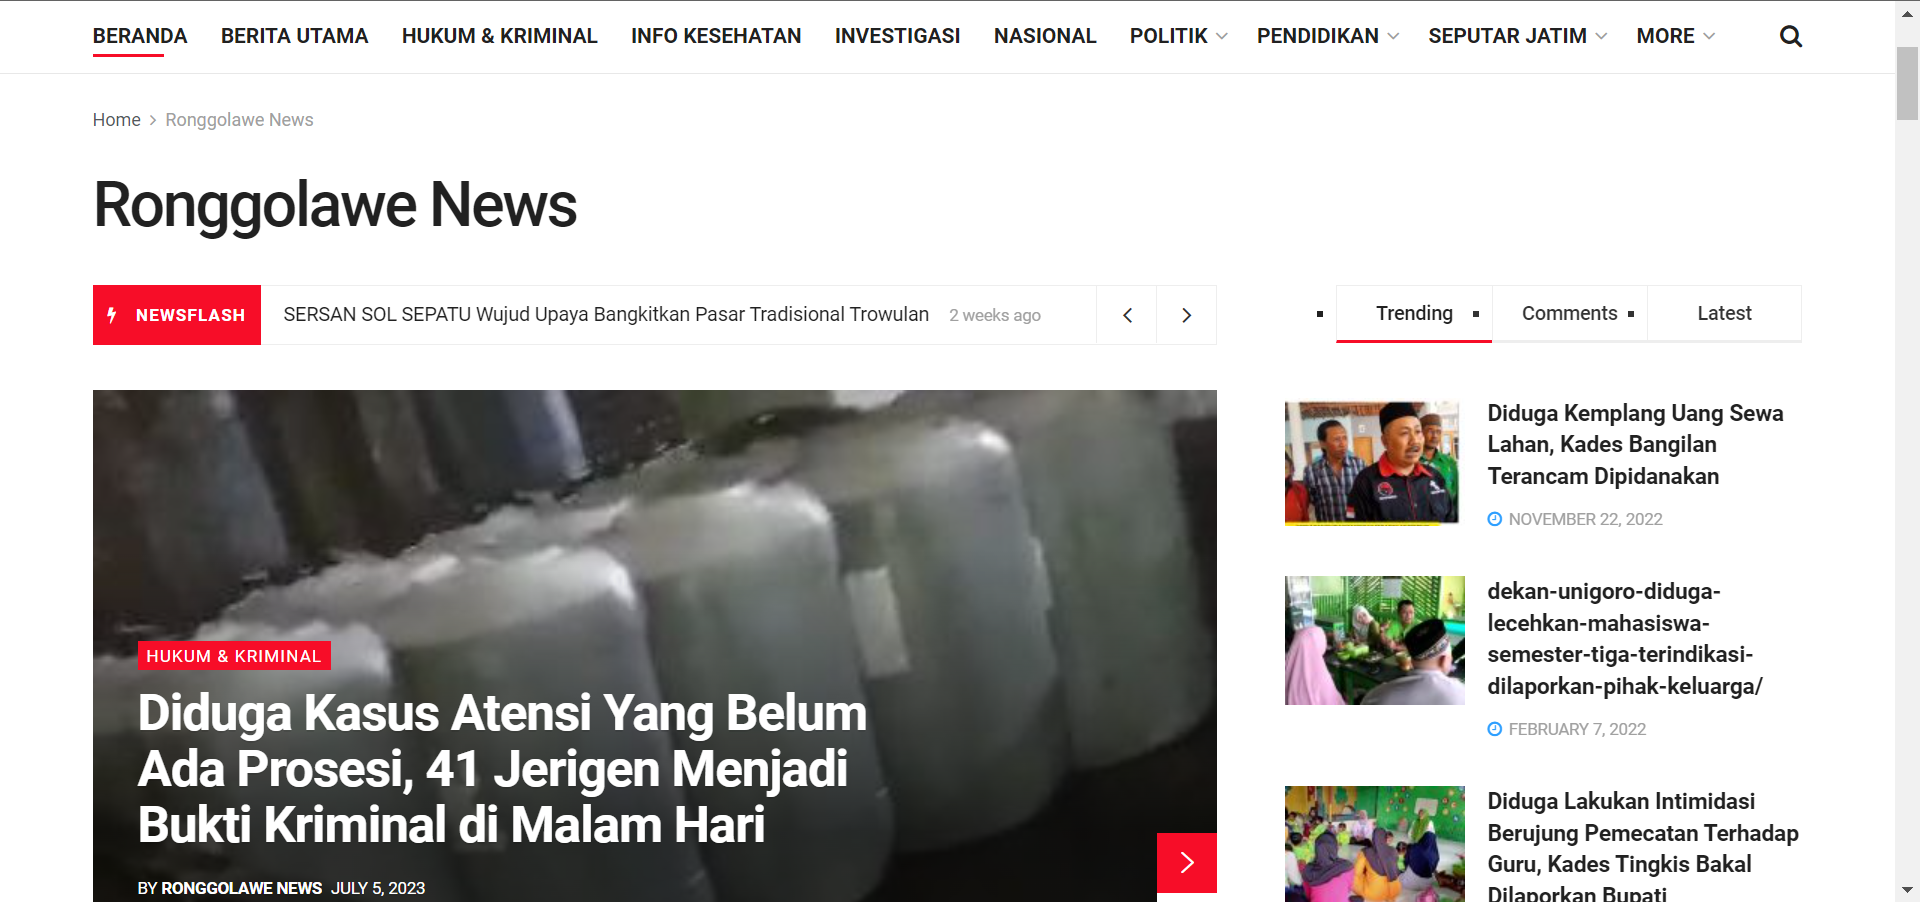 BERANDA BERITA UTAMA HUKUM & KRIMINAL INFO KESEHATAN INVESTIGASI NASIONAL POLITIK PENDIDIKAN SEPUTAR JATIM MORE
Home > Ronggolawe News
Ronggolawe News
NEWSFLASH SERSAN SOL SEPATU Wujud Upaya Bangkitkan Pasar Tradisional Trowulan 2 weeks ago
HUKUM & KRIMINAL
Diduga Kasus Atensi Yang Belum
Ada Prosesi, 41 Jerigen Menjadi
Bukti Kriminal di Malam Hari
BY RONGGOLAWE NEWS JULY 5, 2023
Trending Comments Latest
Diduga Kemplang Uang Sewa
Lahan, Kades Bangilan
Terancam Dipidanakan
NOVEMBER 22, 2022
dekan-unigoro-diduga-
lecehkan-mahasiswa-
semester-tiga-terindikasi-
dilaporkan-pihak-keluarga/
FEBRUARY 7, 2022
Diduga Lakukan Intimidasi
Berujung Pemecatan Terhadap
Guru, Kades Tingkis Bakal
Dilaporkan Bupati